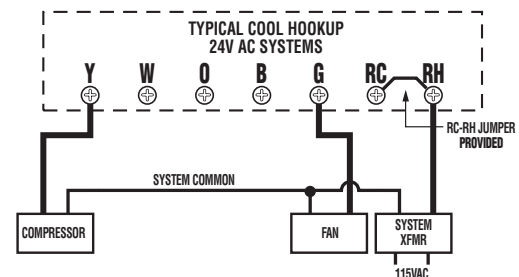 TYPICAL COOL HOOKUP
24V AC SYSTEMS
Y W O B G RC RH
RC-RH JUMPER
PROVIDED
SYSTEM COMMON
COMPRESSOR
FAN
SYSTEM
XFMR
115VAC